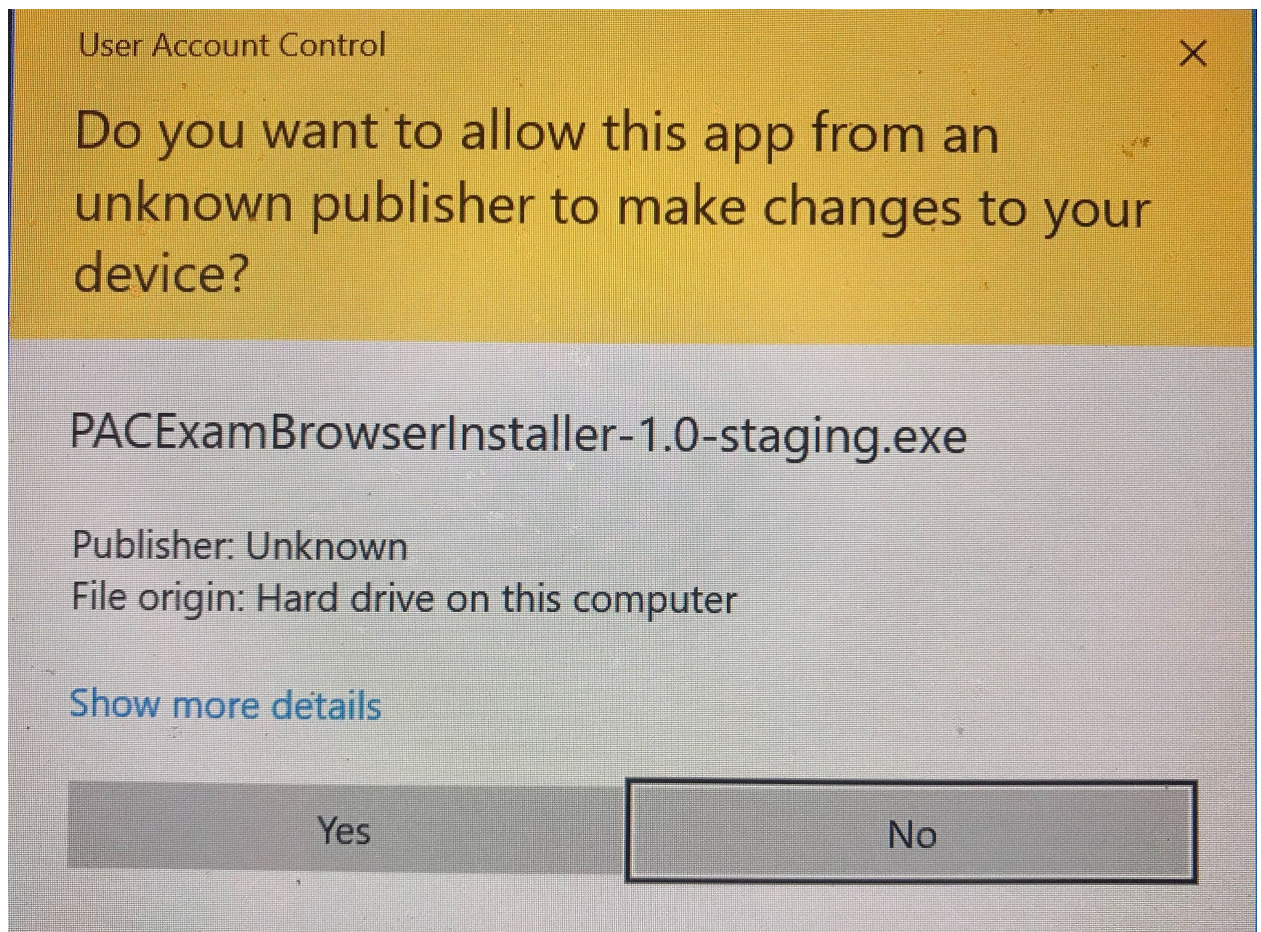 User Account Control
Do you want to allow this app from an
unknown publisher to make changes to your
device?
PACExamBrowserInstaller-1.0-staging.exe
Publisher: Unknown
File origin: Hard drive on this computer
Show more details
Yes
No